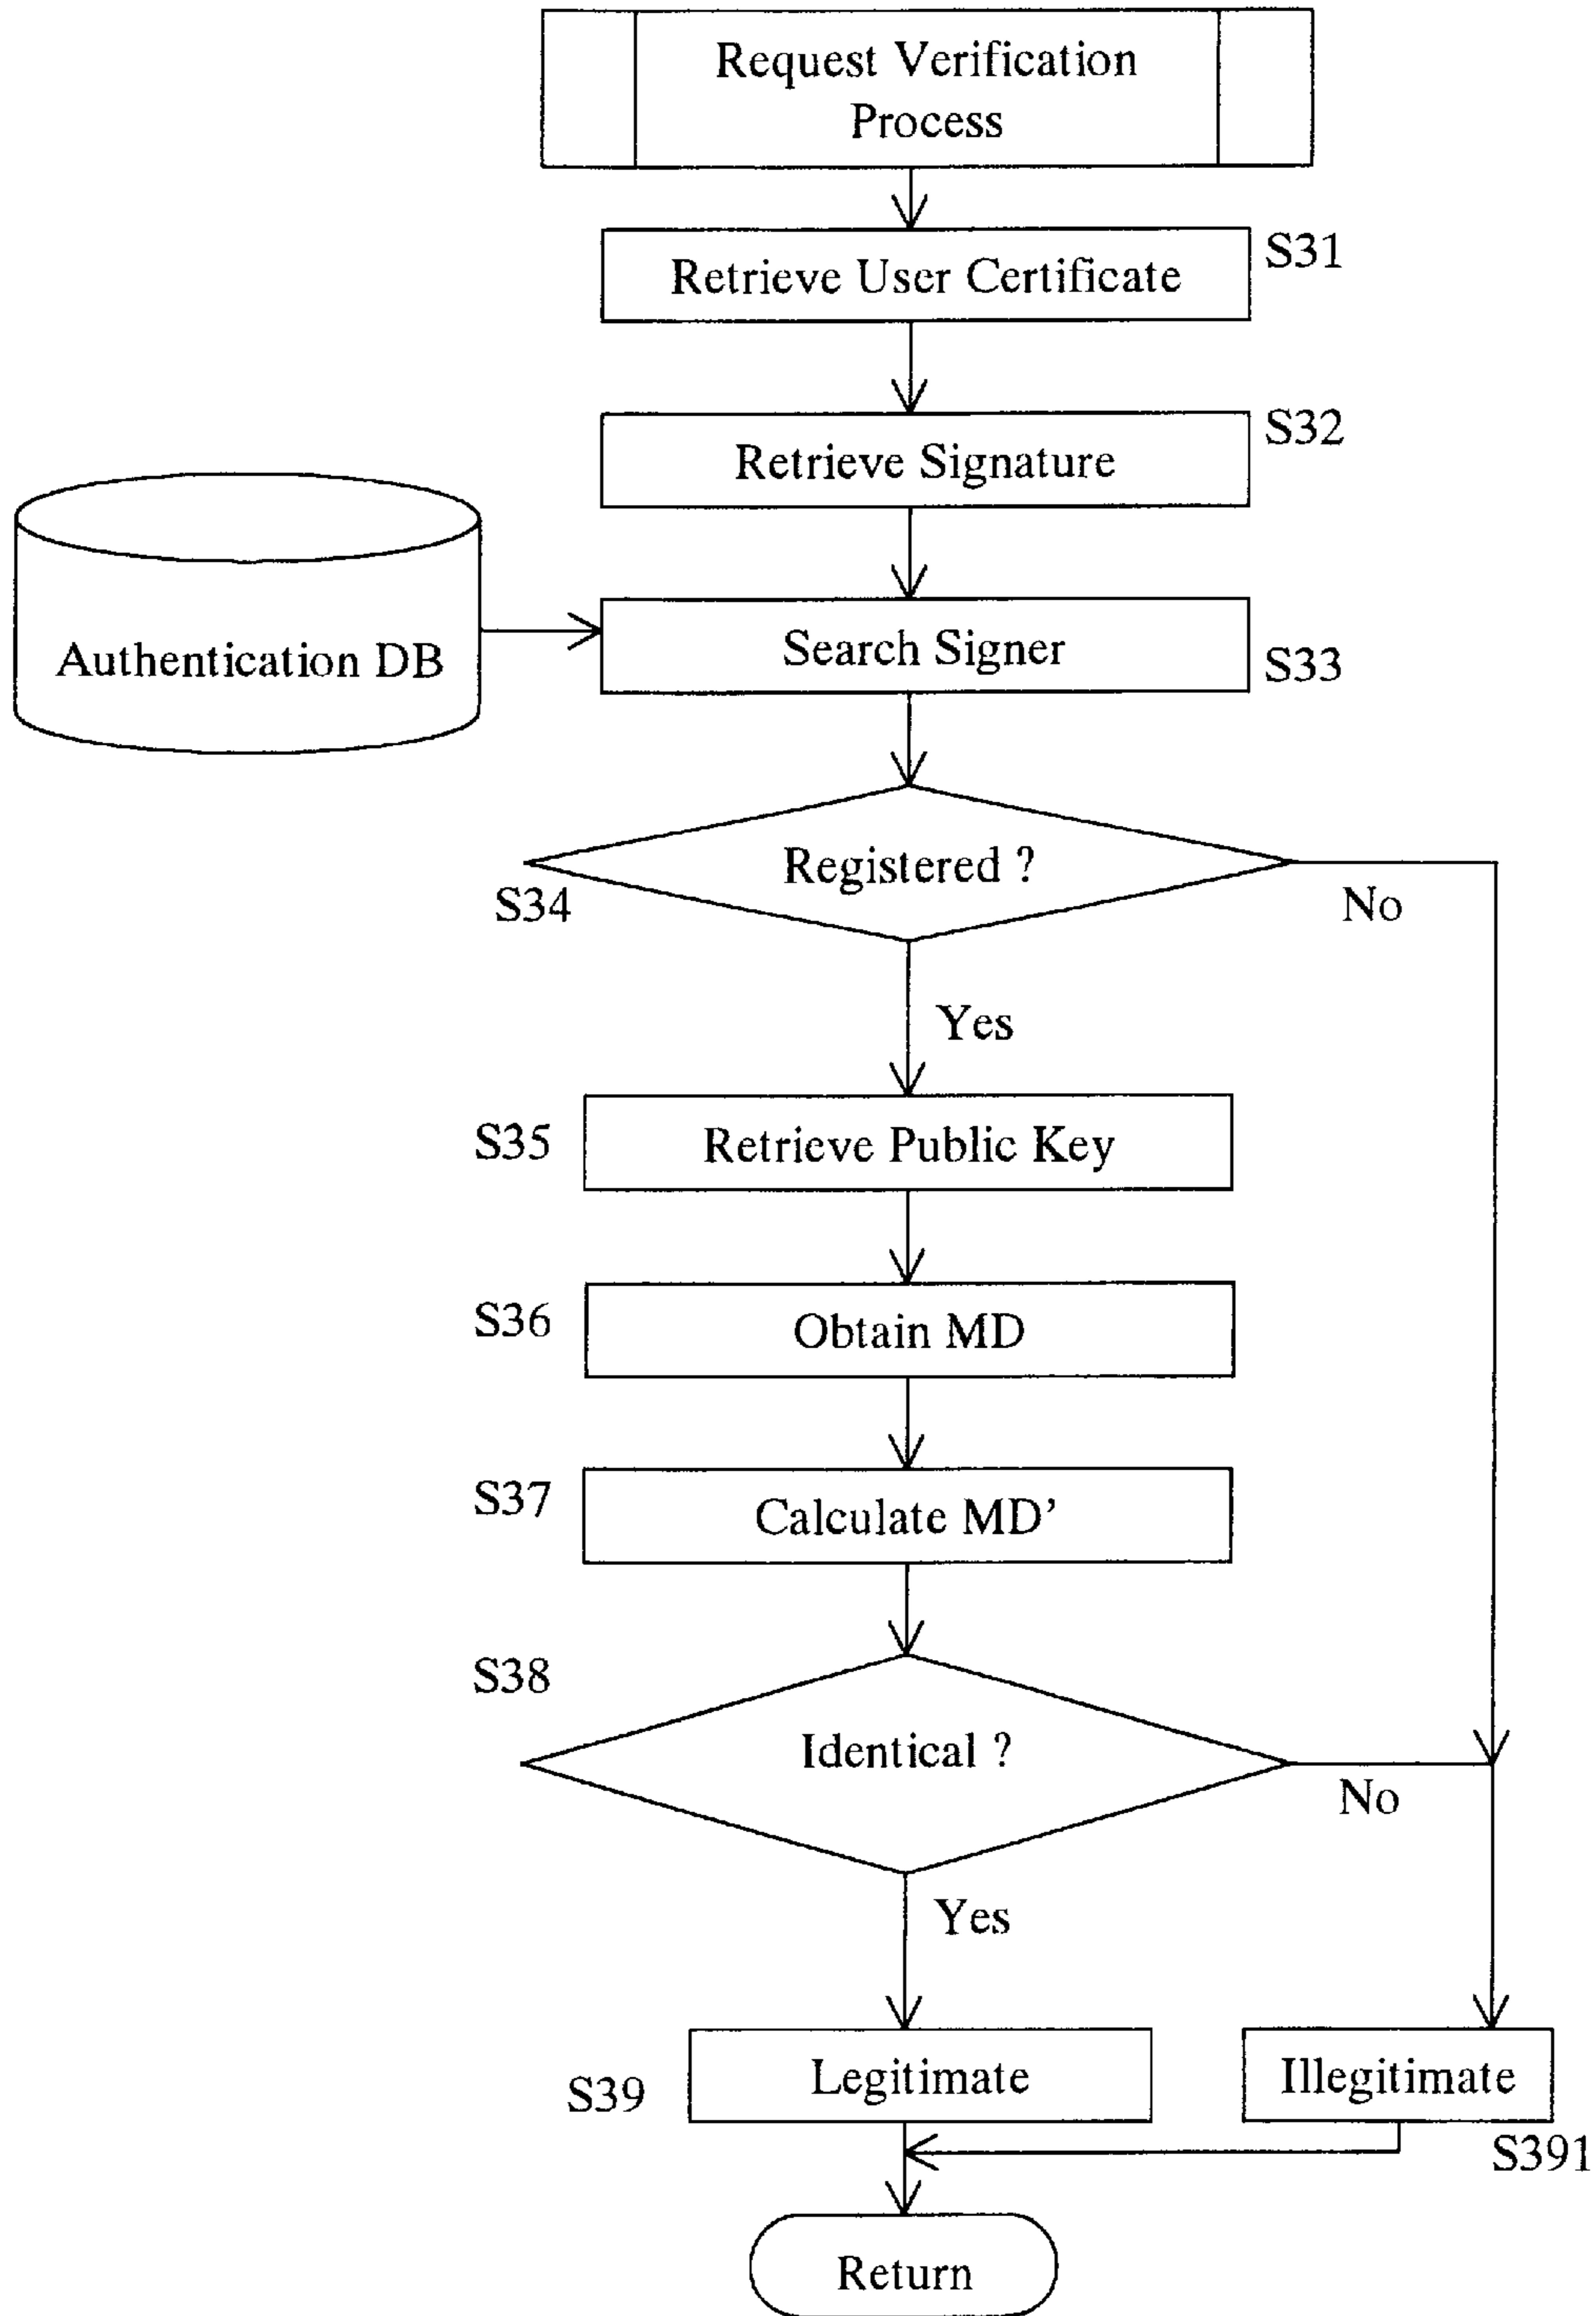 Request Verification
Process
Retrieve User Certificate
S31
Retrieve Signature
S32
Authentication DB
Search Signer
S33
Registered ?
S34
No
Yes
S35
Retrieve Public Key
S36
Obtain MD
S37
Calculate MD’
S38
Identical ?
No
Yes
S39
Legitimate
Illegitimate
S391
Return